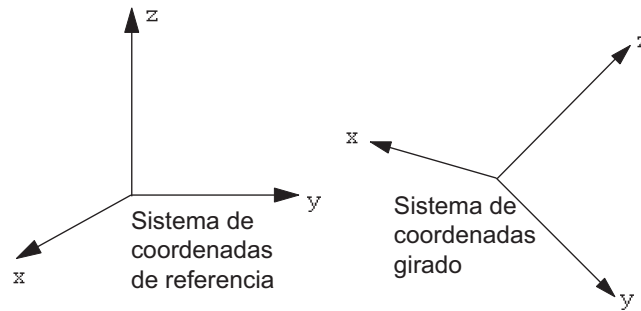 z
y
x
Sistema de
coordenadas
de referencia
z
x
y
Sistema de
coordenadas
girado